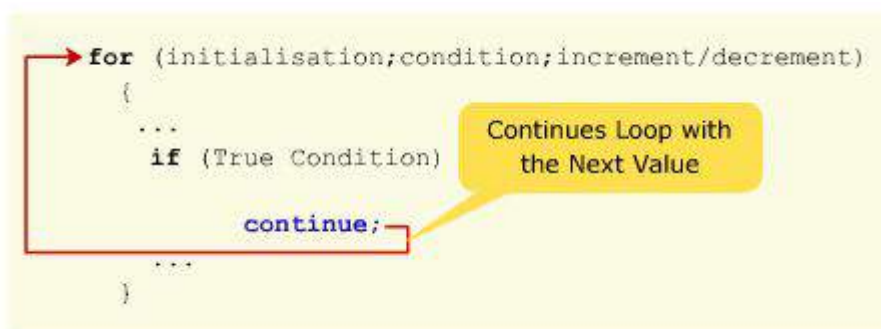 for (initialisation;condition;increment/decrement)
{
...
if (True Condition)
continue;
...
}
Continues Loop with
the Next Value